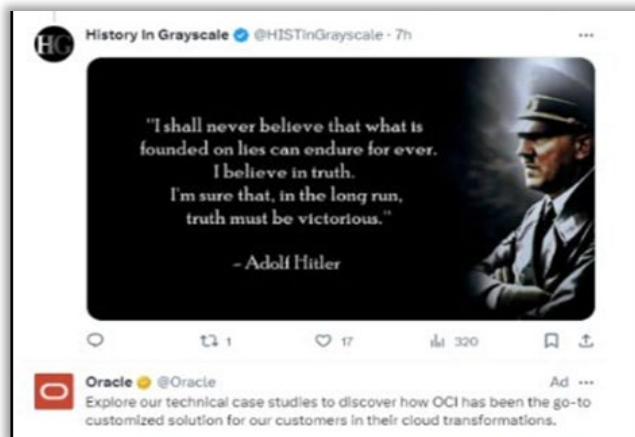 HG
History In Grayscale @HISTInGrayscale · 7h
"I shall never believe that what is
founded on lies can endure for ever.
I believe in truth.
I'm sure that, in the long run,
truth must be victorious."
– Adolf Hitler
1 17 320
Oracle @Oracle Ad
Explore our technical case studies to discover how OCI has been the go-to
customized solution for our customers in their cloud transformations.